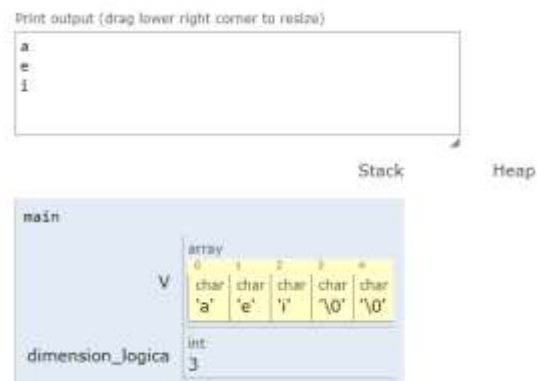 Print output (drag lower right corner to resize)
a
e
i
Stack Heap
main
array
0 1 2 3 4
V char char char char char
'a' 'e' 'i' '\0' '\0'
int
dimension_logica 3